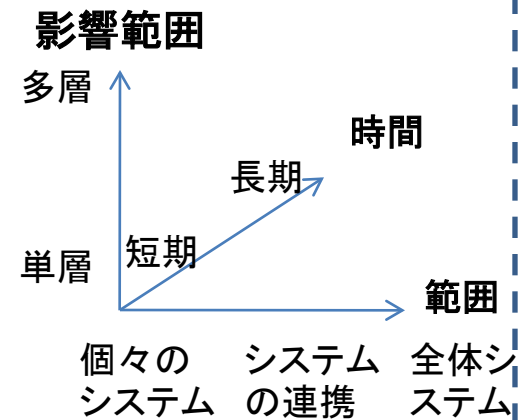 影響範囲
多層
時間
長期
短期
単層
範囲
個々の
システム
システム
の連携
全体シ
ステム